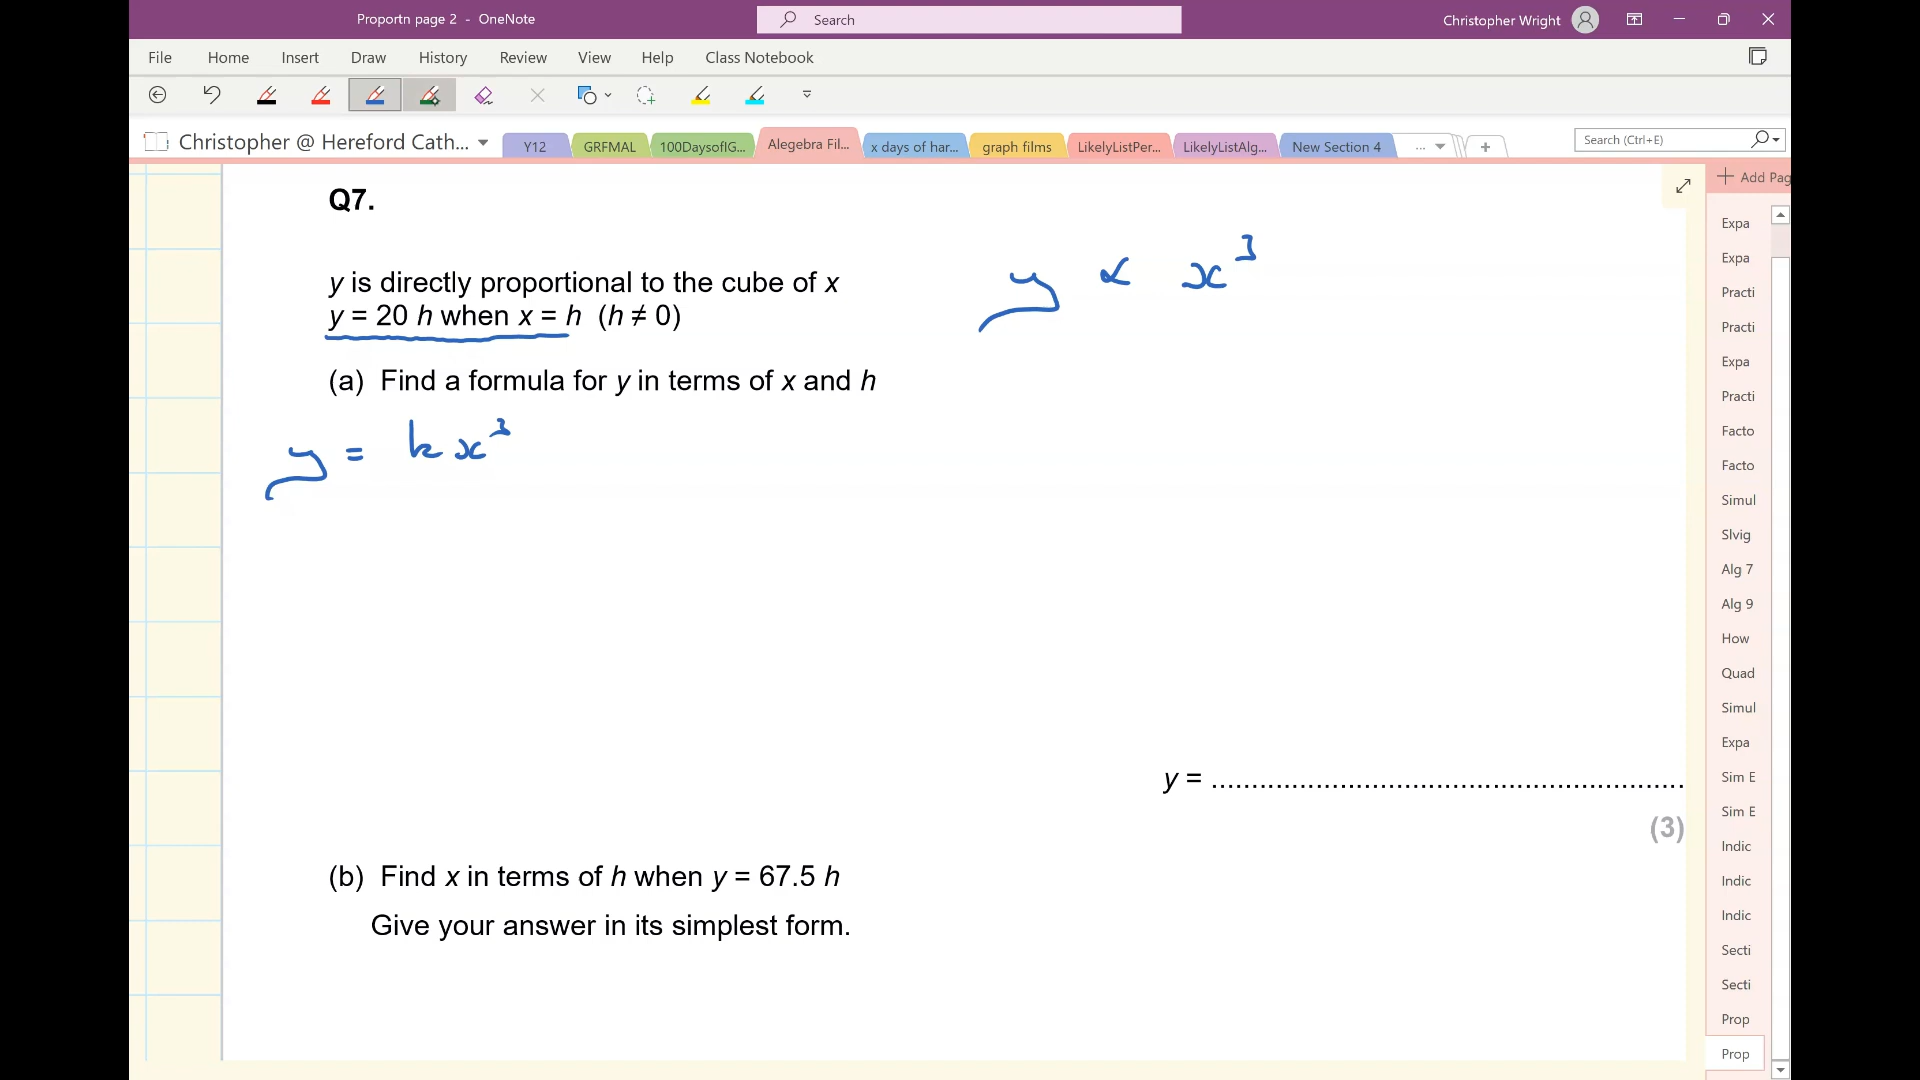 Proportn page 2 - OneNote
Search
Christopher Wright
File Home Insert Draw History Review View Help Class Notebook
Christopher @ Hereford Cath...
Y12 GRFMAL 100DaysofIG... Alegebra Fil... x days of har... graph films LikelyListPer... LikelyListAlg... New Section 4 ... +
Search (Ctrl+E)
Add Pag
Q7.
y is directly proportional to the cube of x
y = 20 h when x = h (h ≠ 0)
y ∝ x³
(a) Find a formula for y in terms of x and h
y = kx³
y = ..........................................................
(3)
(b) Find x in terms of h when y = 67.5 h
Give your answer in its simplest form.
Expa
Expa
Practi
Practi
Expa
Practi
Facto
Facto
Simul
Slvig
Alg 7
Alg 9
How
Quad
Simul
Expa
Sim E
Sim E
Indic
Indic
Indic
Secti
Secti
Prop
Prop